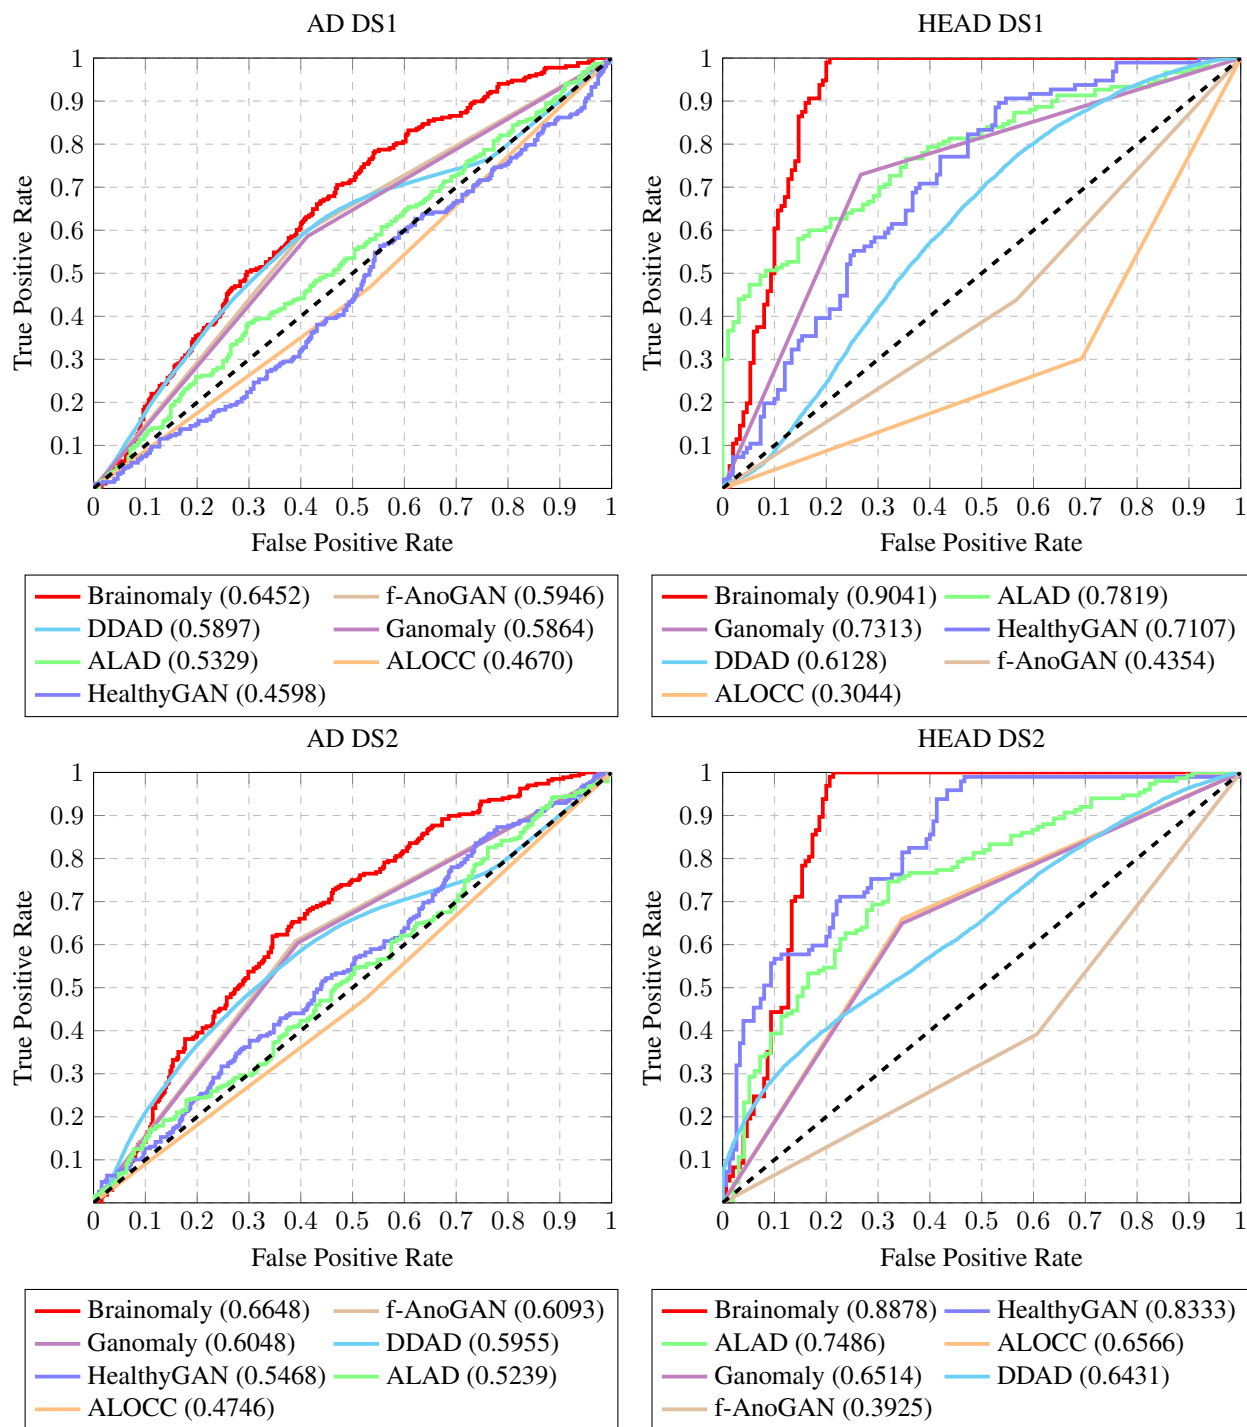 AD DS1
1
0.9
0.8
0.7
0.6
0.5
0.4
0.3
0.2
0.1
True Positive Rate
0 0.1 0.2 0.3 0.4 0.5 0.6 0.7 0.8 0.9 1
False Positive Rate
Brainomaly (0.6452) f-AnoGAN (0.5946)
DDAD (0.5897) Ganomaly (0.5864)
ALAD (0.5329) ALOCC (0.4670)
HealthyGAN (0.4598)
HEAD DS1
1
0.9
0.8
0.7
0.6
0.5
0.4
0.3
0.2
0.1
True Positive Rate
0 0.1 0.2 0.3 0.4 0.5 0.6 0.7 0.8 0.9 1
False Positive Rate
Brainomaly (0.9041) ALAD (0.7819)
Ganomaly (0.7313) HealthyGAN (0.7107)
DDAD (0.6128) f-AnoGAN (0.4354)
ALOCC (0.3044)
AD DS2
1
0.9
0.8
0.7
0.6
0.5
0.4
0.3
0.2
0.1
True Positive Rate
0 0.1 0.2 0.3 0.4 0.5 0.6 0.7 0.8 0.9 1
False Positive Rate
Brainomaly (0.6648) f-AnoGAN (0.6093)
Ganomaly (0.6048) DDAD (0.5955)
HealthyGAN (0.5468) ALAD (0.5239)
ALOCC (0.4746)
HEAD DS2
1
0.9
0.8
0.7
0.6
0.5
0.4
0.3
0.2
0.1
True Positive Rate
0 0.1 0.2 0.3 0.4 0.5 0.6 0.7 0.8 0.9 1
False Positive Rate
Brainomaly (0.8878) HealthyGAN (0.8333)
ALAD (0.7486) ALOCC (0.6566)
Ganomaly (0.6514) DDAD (0.6431)
f-AnoGAN (0.3925)